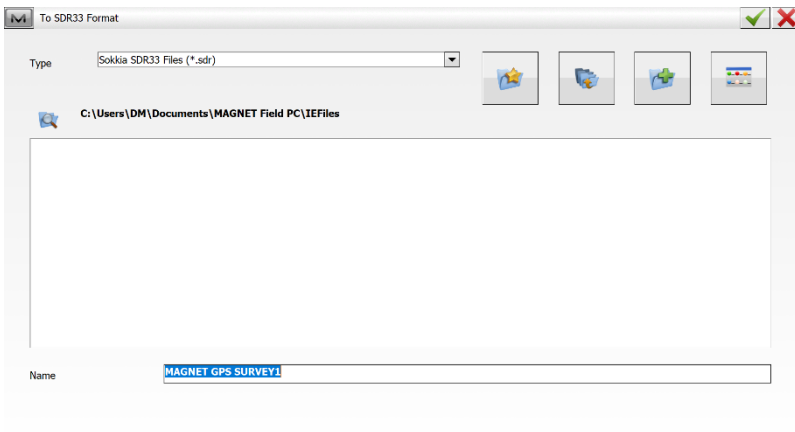 To SDR33 Format
Type
Sokkia SDR33 Files (*.sdr)
C:\Users\DM\Documents\MAGNET Field PC\IEFiles
Name
MAGNET GPS SURVEY1